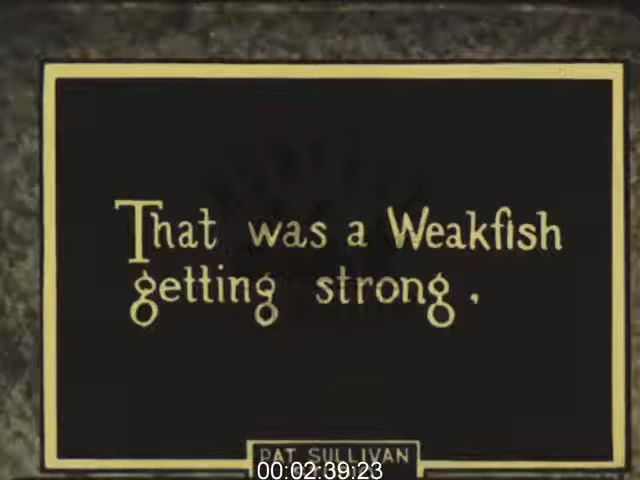 That was a Weakfish
getting strong.
PAT SULLIVAN
00:02:39:23